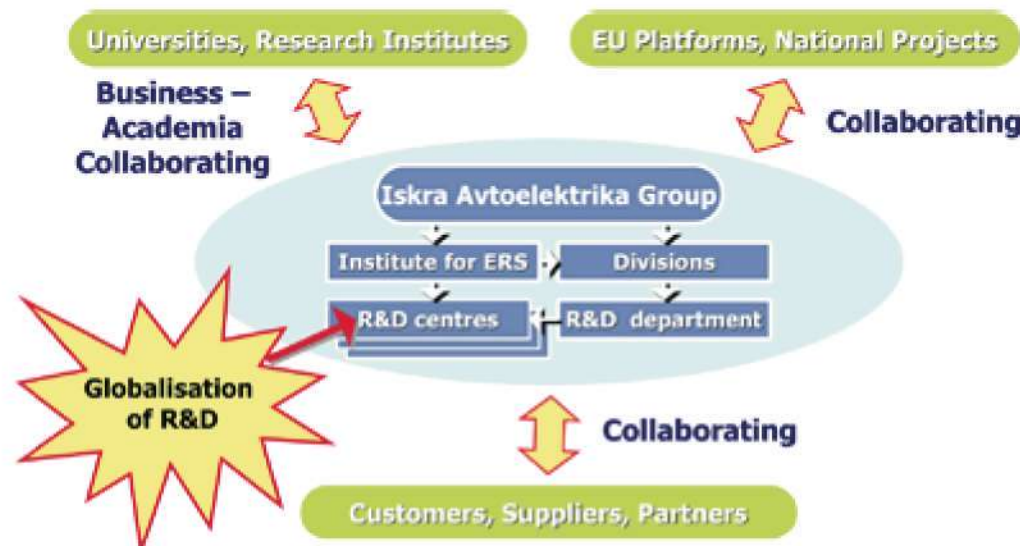 Universities, Research Institutes
EU Platforms, National Projects
Business –
Academia
Collaborating
Collaborating
Iskra Avtoelektrika Group
Institute for ERS
Divisions
R&D centres
R&D department
Globalisation
of R&D
Collaborating
Customers, Suppliers, Partners